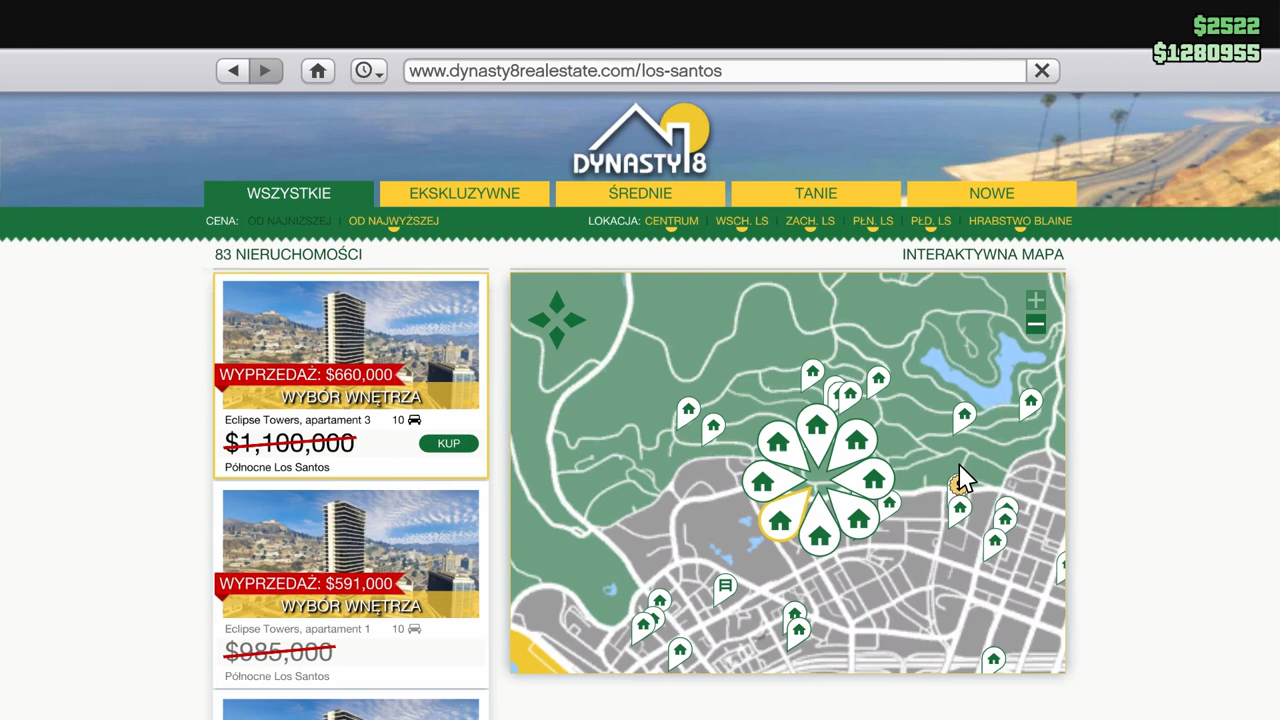 $2522
$1280955
www.dynasty8realestate.com/los-santos
DYNASTY 8
WSZYSTKIE
EKSKLUZYWNE
ŚREDNIE
TANIE
NOWE
CENA: OD NAJNIŻSZEJ | OD NAJWYŻSZEJ
LOKACJA: CENTRUM | WSCH. LS | ZACH. LS | PŁN. LS | PŁD. LS | HRABSTWO BLAINE
83 NIERUCHOMOŚCI
INTERAKTYWNA MAPA
WYPRZEDAŻ: $660,000
WYBÓR WNĘTRZA
Eclipse Towers, apartament 3 10
$1,100,000
KUP
Północne Los Santos
WYPRZEDAŻ: $591,000
WYBÓR WNĘTRZA
Eclipse Towers, apartament 1 10
$985,000
Północne Los Santos